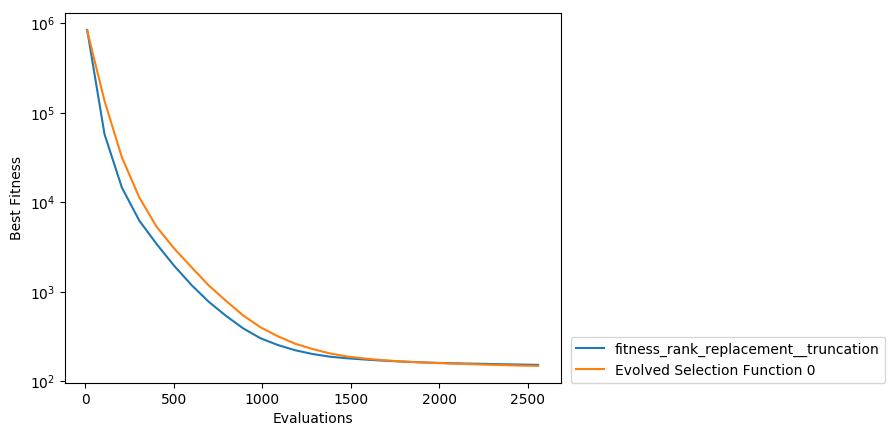 10^6
10^5
10^4
10^3
10^2
Best Fitness
0 500 1000 1500 2000 2500
Evaluations
fitness_rank_replacement__truncation
Evolved Selection Function 0